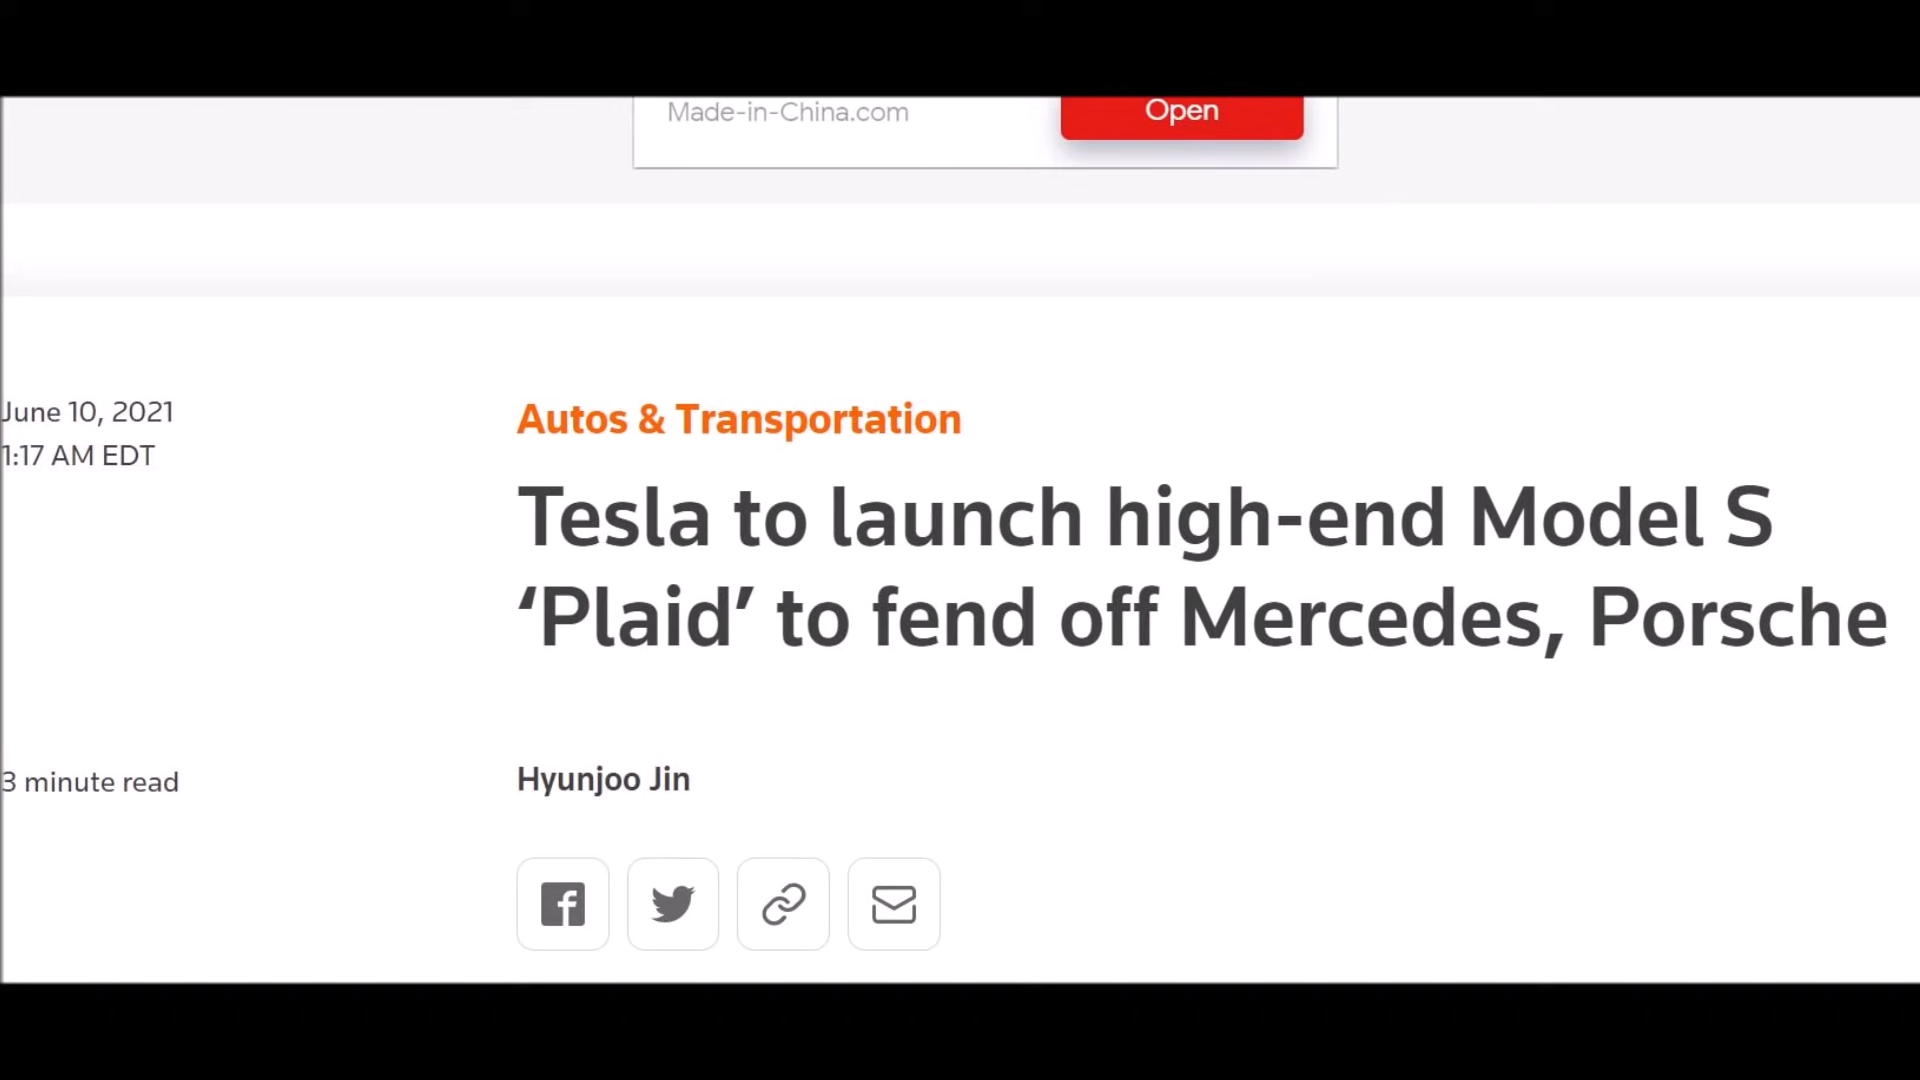 Made-in-China.com
Open
June 10, 2021
1:17 AM EDT
Autos & Transportation
Tesla to launch high-end Model S
‘Plaid’ to fend off Mercedes, Porsche
3 minute read
Hyunjoo Jin